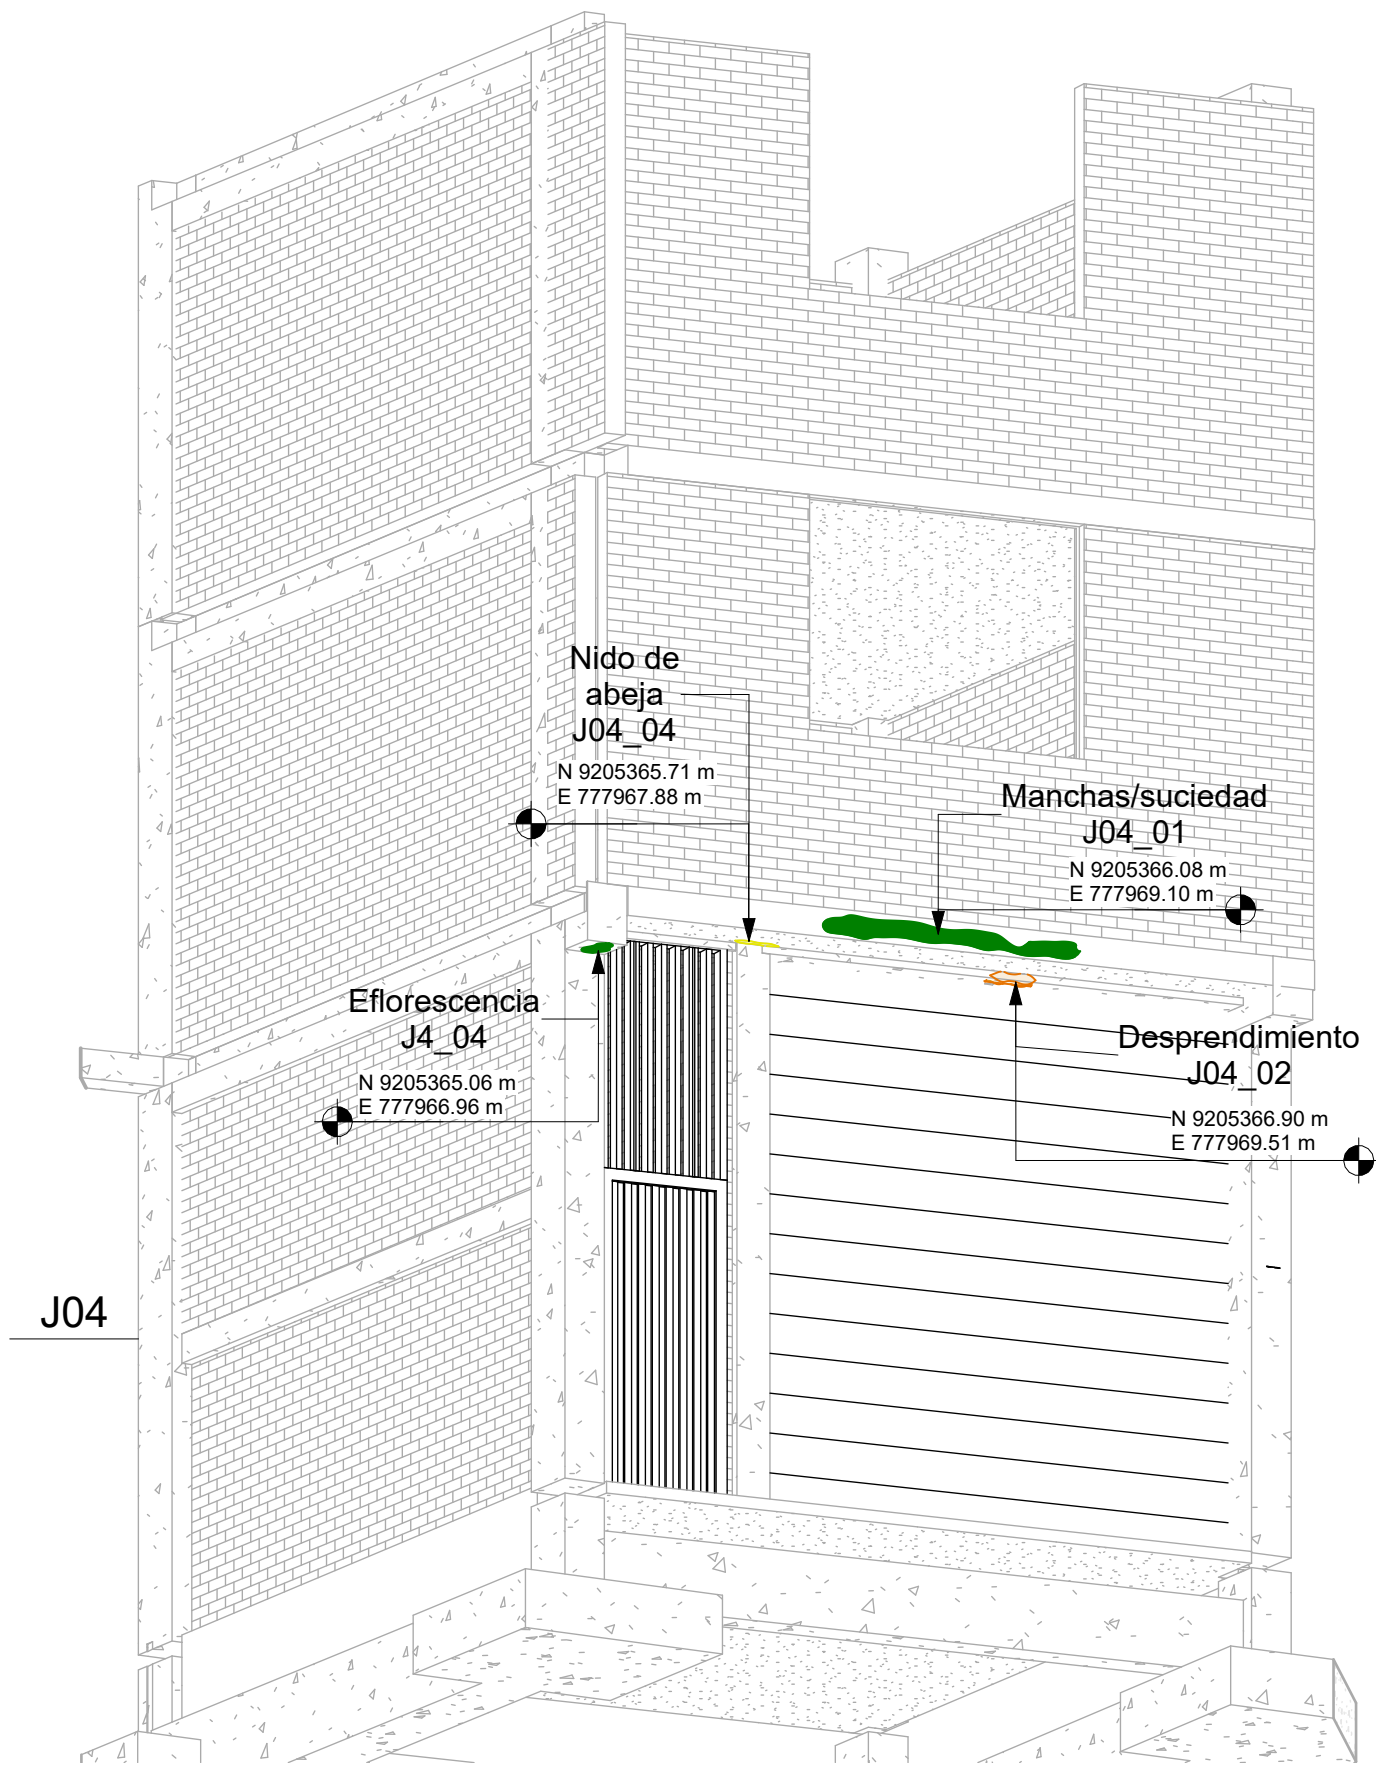 Nido de
abeja
J04_04
N 9205365.71 m
E 777967.88 m
Manchas/suciedad
J04_01
N 9205366.08 m
E 777969.10 m
Eflorescencia
J4_04
N 9205365.06 m
E 777966.96 m
Desprendimiento
J04_02
N 9205366.90 m
E 777969.51 m
J04